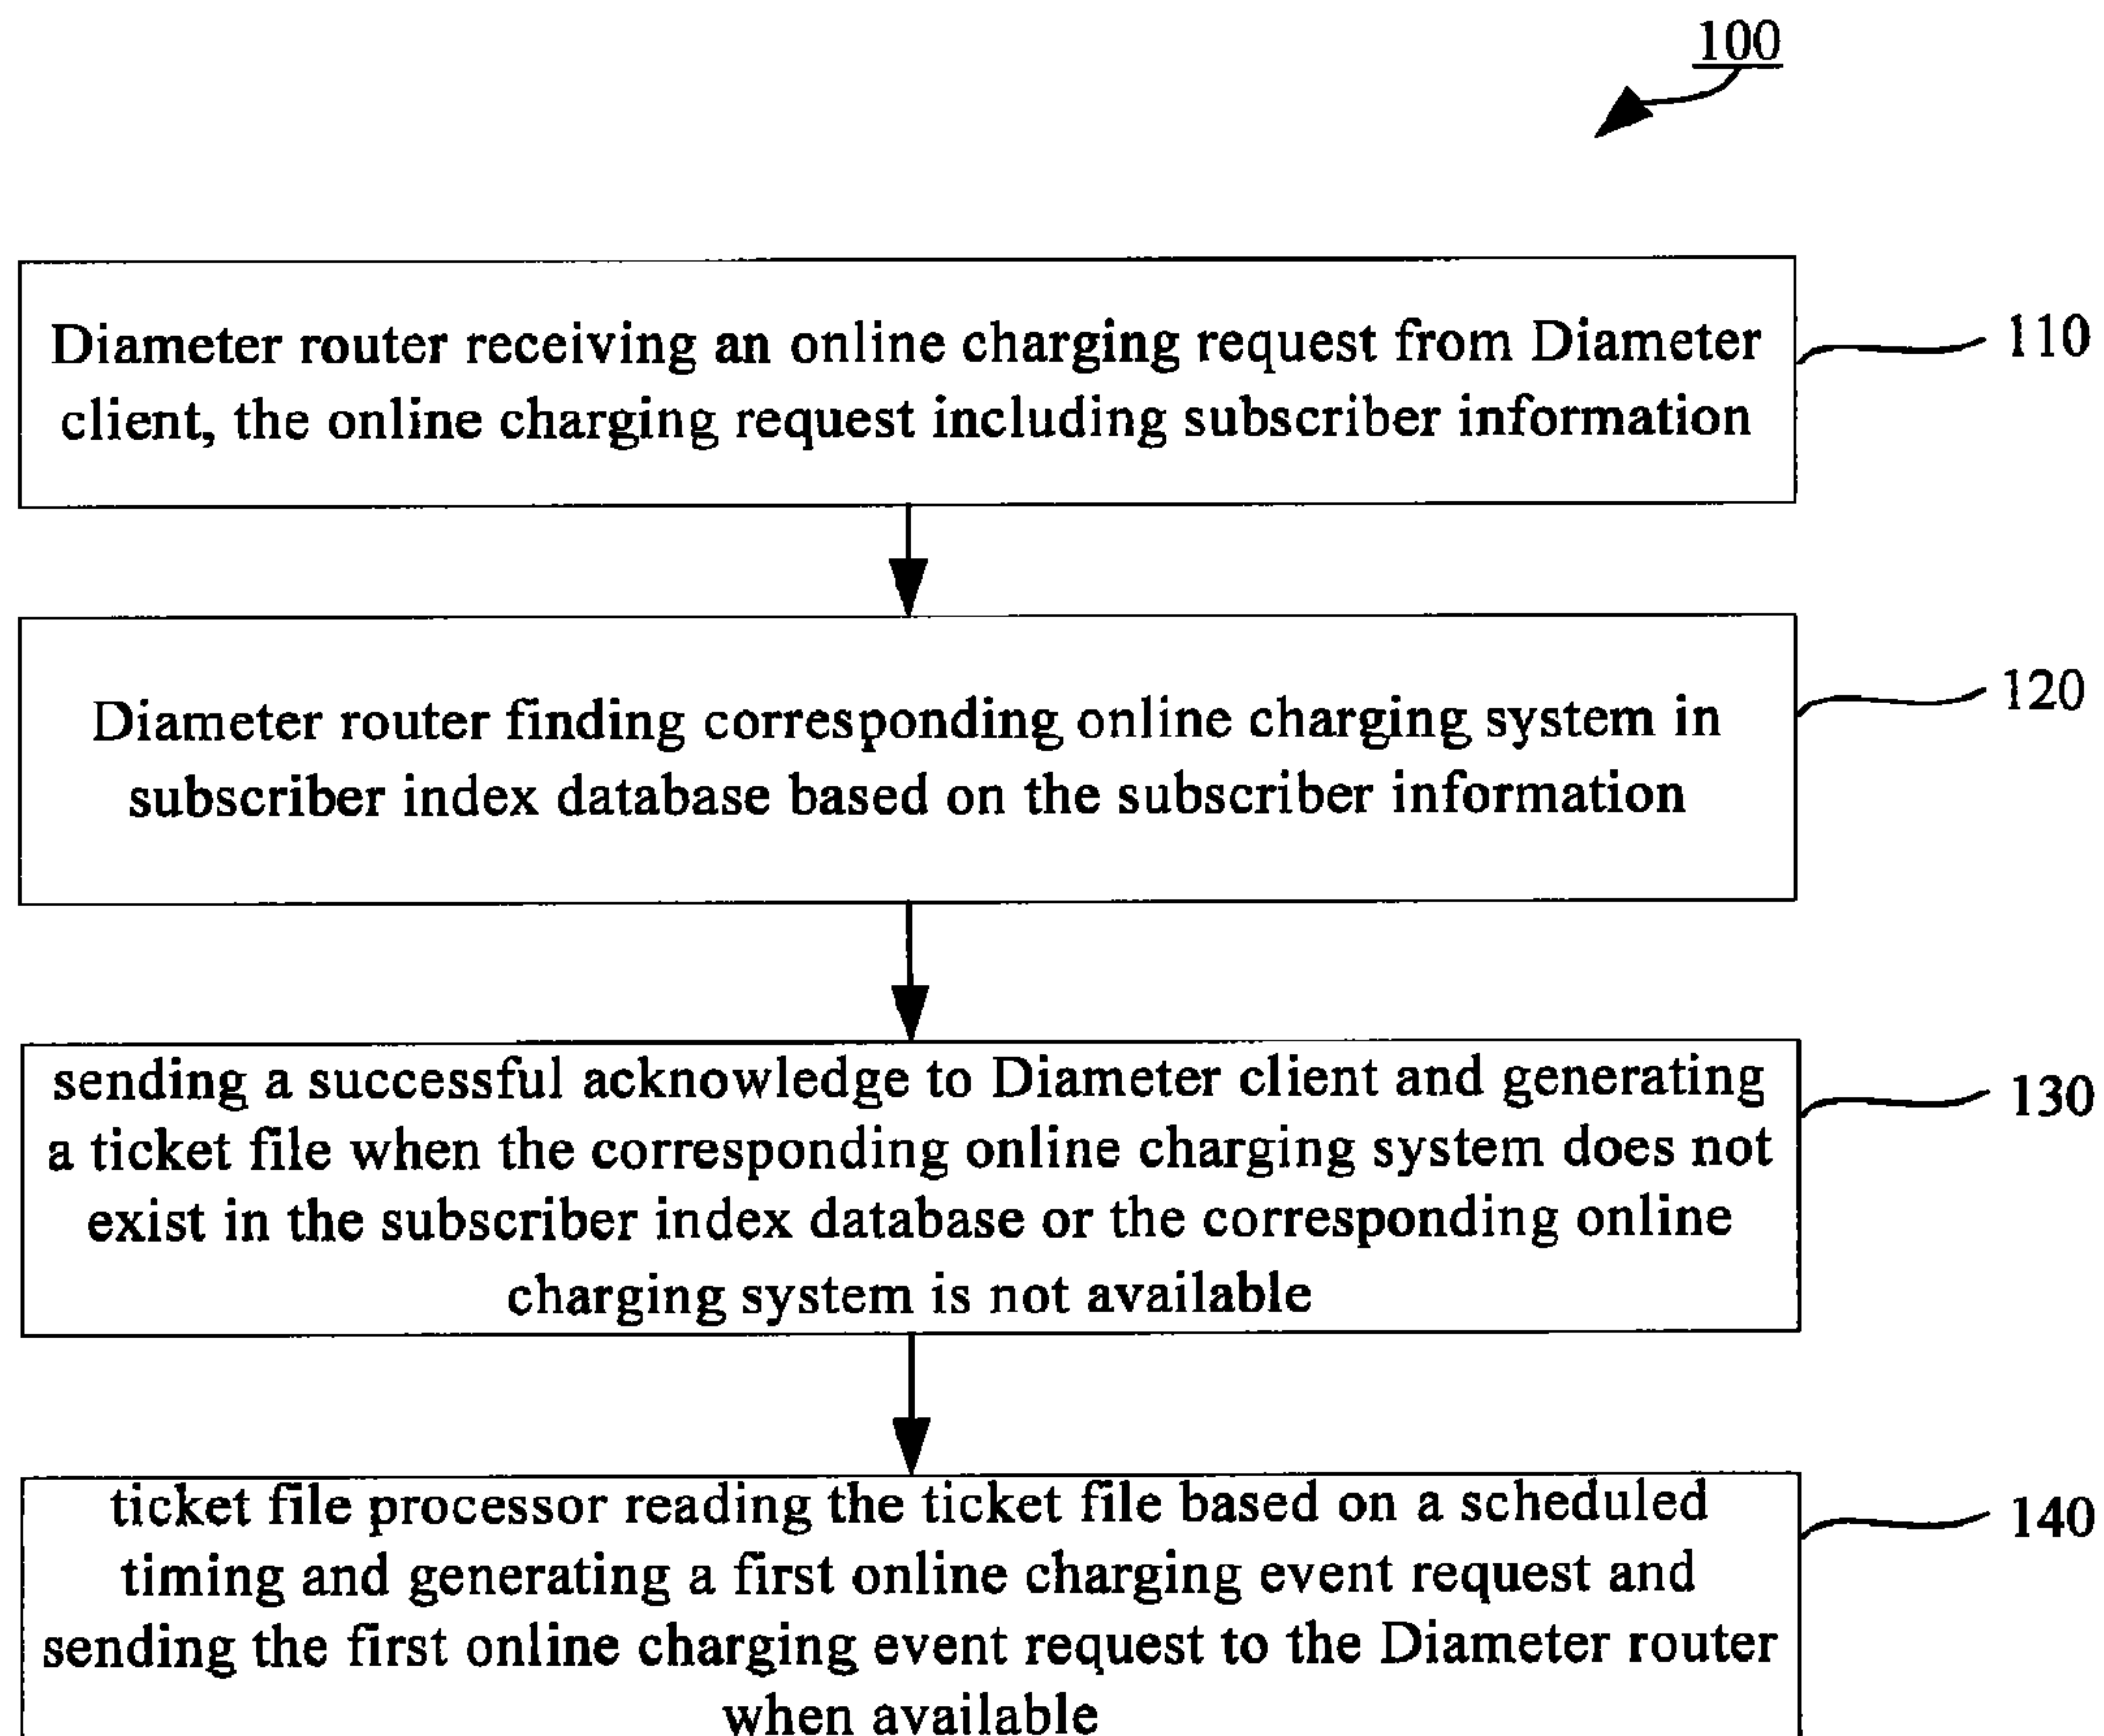 100
Diameter router receiving an online charging request from Diameter
client, the online charging request including subscriber information
110
Diameter router finding corresponding online charging system in
subscriber index database based on the subscriber information
120
sending a successful acknowledge to Diameter client and generating
a ticket file when the corresponding online charging system does not
exist in the subscriber index database or the corresponding online
charging system is not available
130
ticket file processor reading the ticket file based on a scheduled
timing and generating a first online charging event request and
sending the first online charging event request to the Diameter router
when available
140